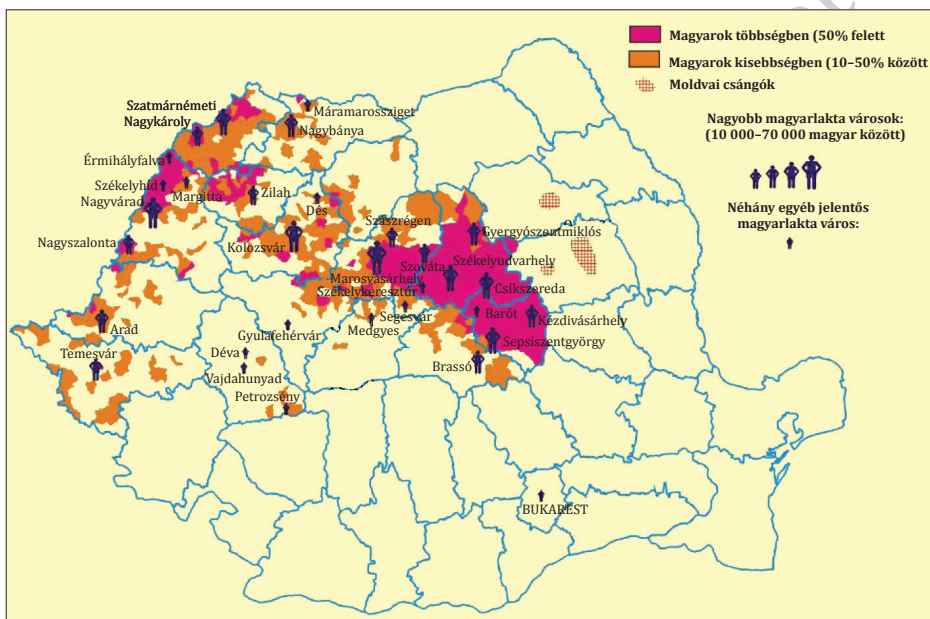 Magyarok többségben (50% felett
Magyarok kisebbségben (10–50% között
Moldvai csángók
Nagyobb magyarlakta városok:
(10 000–70 000 magyar között)
Néhány egyéb jelentős
magyarlakta város:
Szatmárnémeti
Nagykároly
Máramarossziget
Nagybánya
Érmihályfalva
Székelyhíd
Margitta
Nagyvárad
Zilah
Dés
Nagyszalonta
Kolozsvár
Szászrégen
Gyergyószentmiklós
Szováta
Székelyudvarhely
Marosvásárhely
Székelykeresztúr
Csíkszereda
Barót
Kézdivásárhely
Segesvár
Medgyes
Sepsiszentgyörgy
Arad
Gyulafehérvár
Temesvár
Déva
Vajdahunyad
Brassó
Petrozsény
BUKAREST